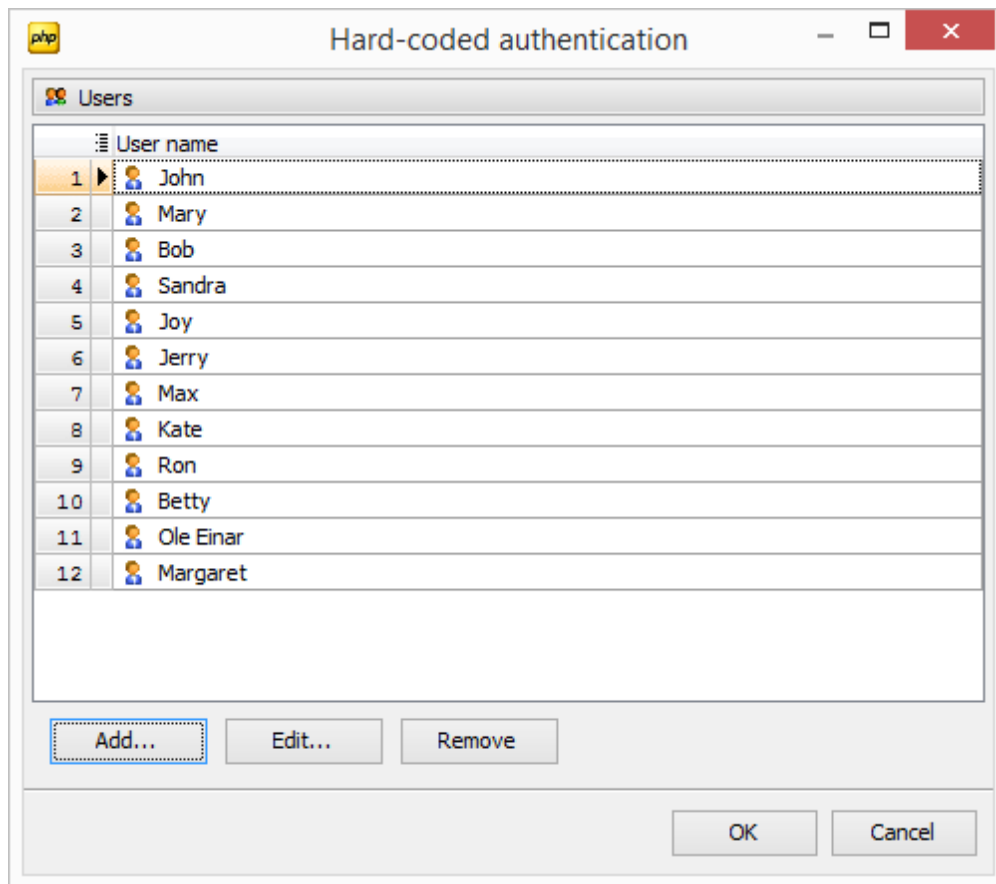 php Hard-coded authentication
Users
User name
1 John
2 Mary
3 Bob
4 Sandra
5 Joy
6 Jerry
7 Max
8 Kate
9 Ron
10 Betty
11 Ole Einar
12 Margaret
Add... Edit... Remove
OK Cancel